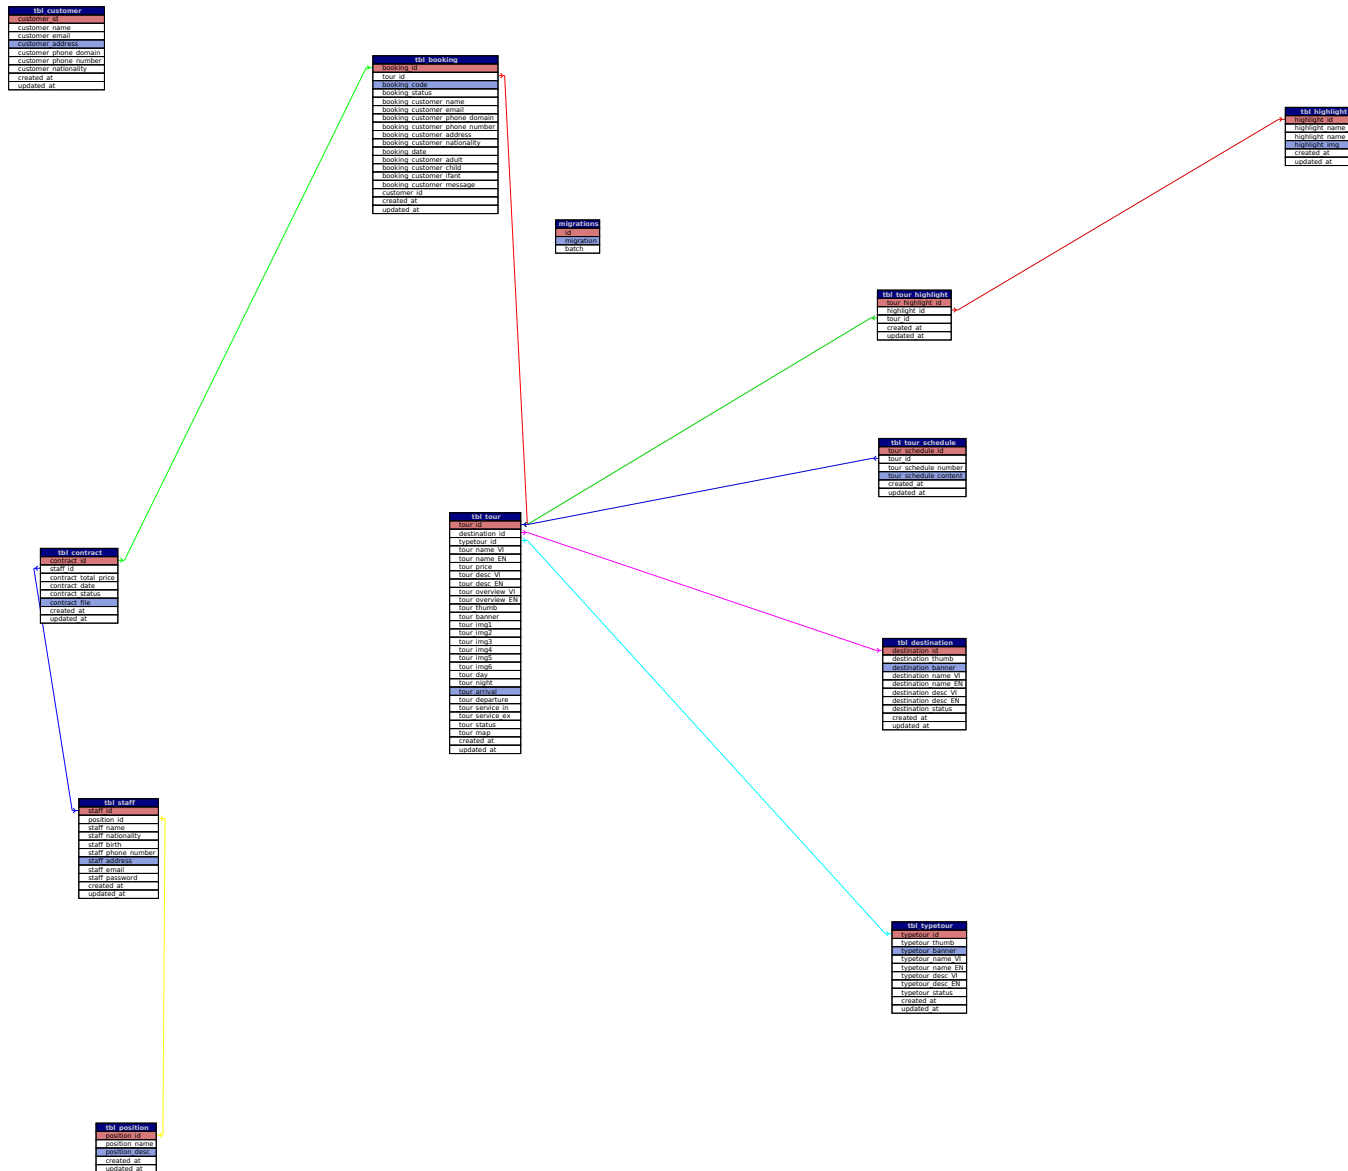 tbl_customer
customer_id
customer_name
customer_email
customer_address
customer_phone_domain
customer_phone_number
customer_nationality
created_at
updated_at
tbl_booking
booking_id
tour_id
booking_code
booking_status
booking_customer_name
booking_customer_email
booking_customer_phone_domain
booking_customer_phone_number
booking_customer_address
booking_customer_nationality
booking_date
booking_customer_adult
booking_customer_child
booking_customer_ifant
booking_customer_message
customer_id
created_at
updated_at
tbl_highlight
highlight_id
highlight_name
highlight_name
highlight_img
created_at
updated_at
migrations
id
migration
batch
tbl_tour_highlight
tour_highlight_id
highlight_id
tour_id
created_at
updated_at
tbl_tour_schedule
tour_schedule_id
tour_id
tour_schedule_number
tour_schedule_content
created_at
updated_at
tbl_tour
tour_id
destination_id
typetour_id
tour_name_VI
tour_name_EN
tour_price
tour_desc_VI
tour_desc_EN
tour_overview_VI
tour_overview_EN
tour_thumb
tour_banner
tour_img1
tour_img2
tour_img3
tour_img4
tour_img5
tour_img6
tour_day
tour_night
tour_arrival
tour_departure
tour_service_in
tour_service_ex
tour_status
tour_map
created_at
updated_at
tbl_contract
contract_id
staff_id
contract_total_price
contract_date
contract_status
contract_file
created_at
updated_at
tbl_destination
destination_id
destination_thumb
destination_banner
destination_name_VI
destination_name_EN
destination_desc_VI
destination_desc_EN
destination_status
created_at
updated_at
tbl_staff
staff_id
position_id
staff_name
staff_nationality
staff_birth
staff_phone_number
staff_address
staff_email
staff_password
created_at
updated_at
tbl_typetour
typetour_id
typetour_thumb
typetour_banner
typetour_name_VI
typetour_name_EN
typetour_desc_VI
typetour_desc_EN
typetour_status
created_at
updated_at
tbl_position
position_id
position_name
position_desc
created_at
updated_at